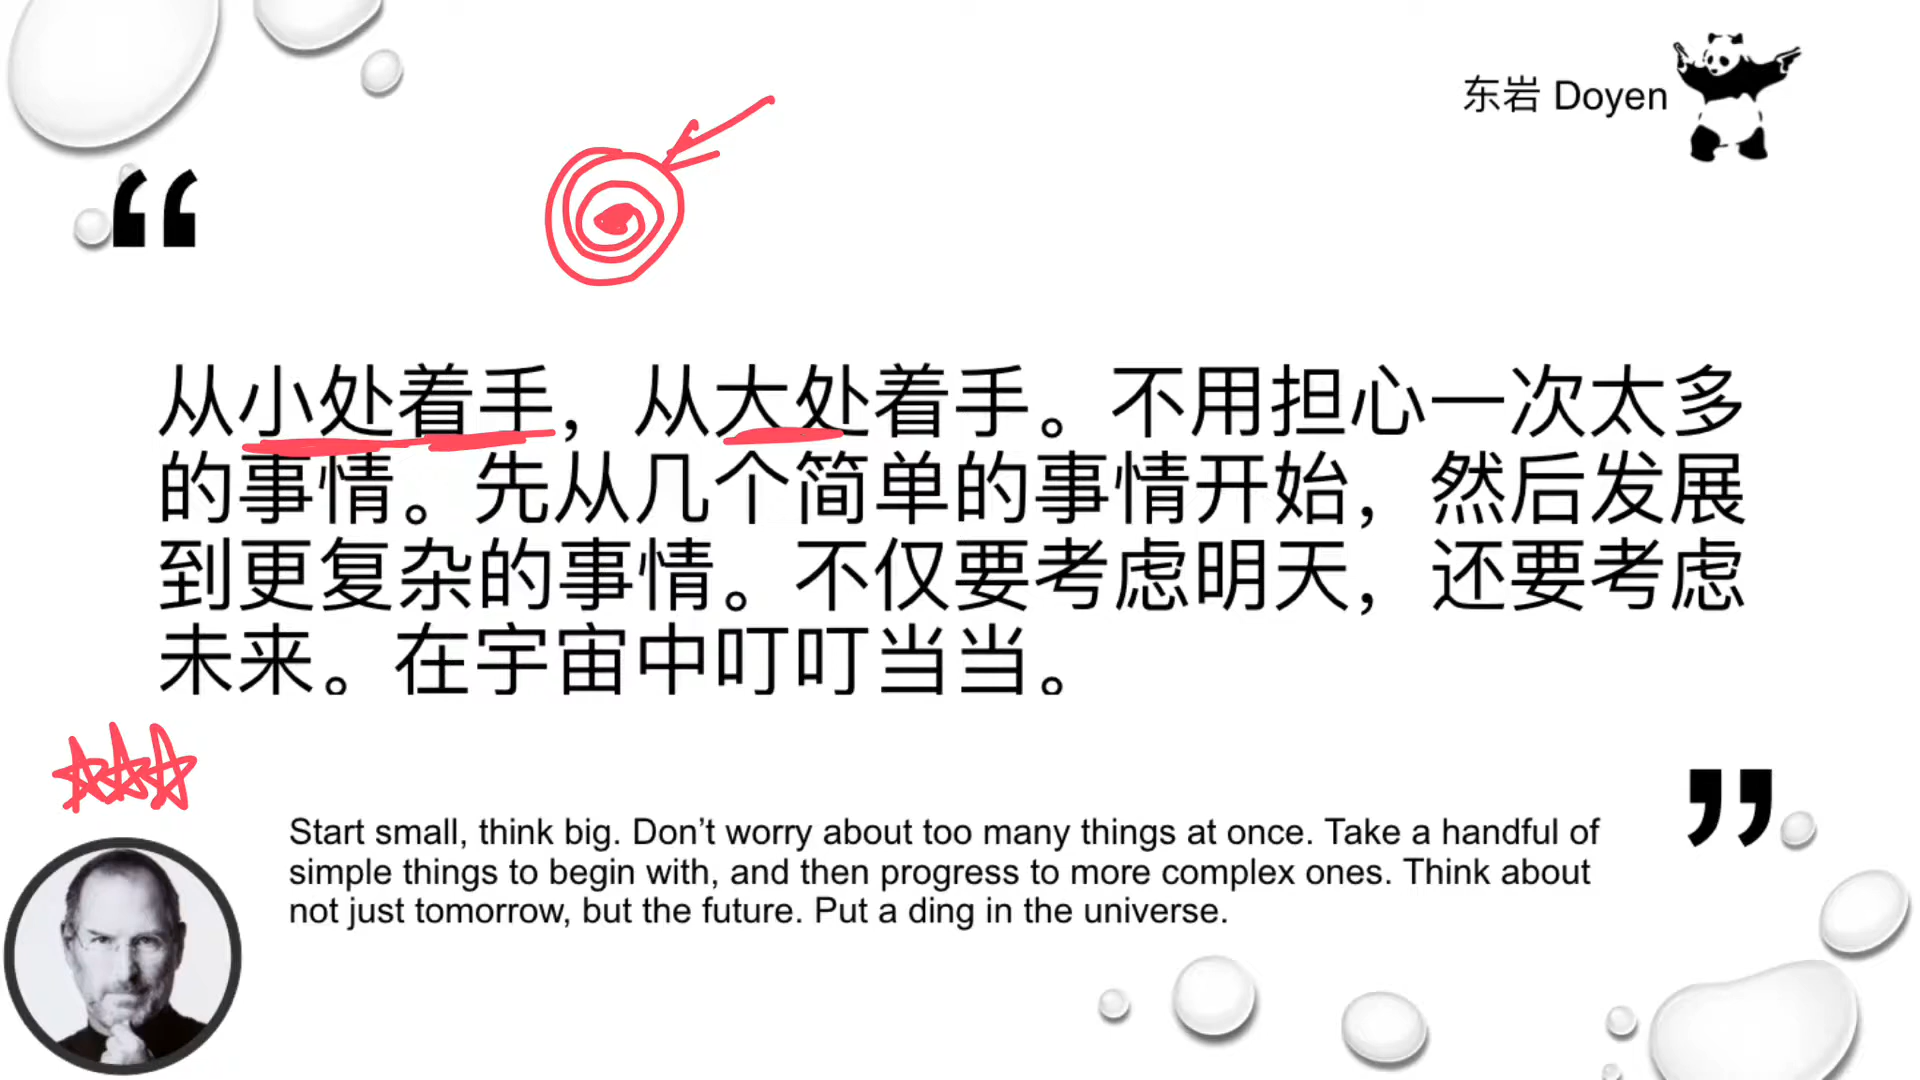 东岩 Doyen
“
从小处着手，从大处着手。不用担心一次太多
的事情。先从几个简单的事情开始，然后发展
到更复杂的事情。不仅要考虑明天，还要考虑
未来。在宇宙中叮叮当当。
”
Start small, think big. Don’t worry about too many things at once. Take a handful of
simple things to begin with, and then progress to more complex ones. Think about
not just tomorrow, but the future. Put a ding in the universe.